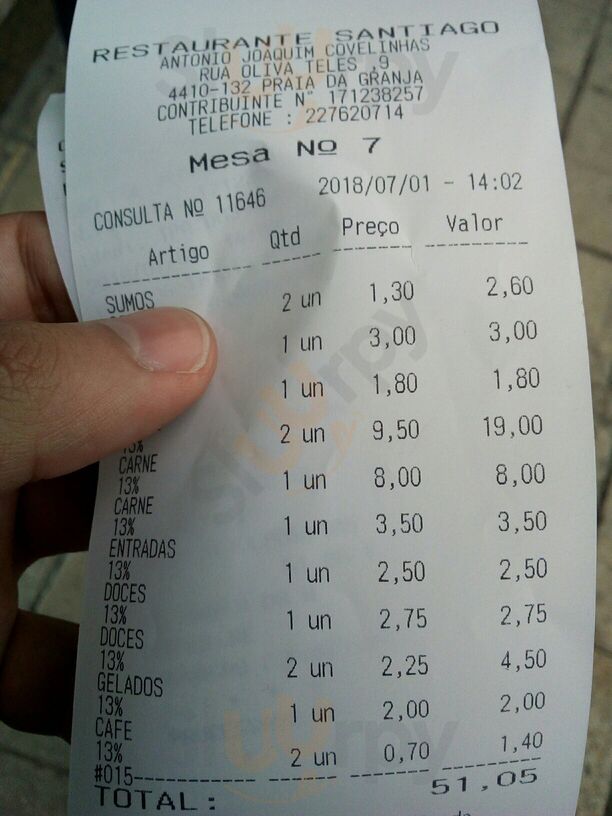 RESTAURANTE SANTIAGO
ANTONIO JOAQUIM COVELINHAS
RUA OLIVA TELES ,9
4410-132 PRAIA DA GRANJA
CONTRIBUINTE Nº 171238257
TELEFONE : 227620714
Mesa Nº 7
CONSULTA Nº 11646 2018/07/01 - 14:02
Artigo Qtd Preço Valor
SUMOS
2 un 1,30 2,60
1 un 3,00 3,00
1 un 1,80 1,80
13% 2 un 9,50 19,00
CARNE
13% 1 un 8,00 8,00
CARNE
13% 1 un 3,50 3,50
ENTRADAS
13% 1 un 2,50 2,50
DOCES
13% 1 un 2,75 2,75
DOCES
13% 2 un 2,25 4,50
GELADOS
13% 1 un 2,00 2,00
CAFE
13% 2 un 0,70 1,40
#015
TOTAL: 51,05